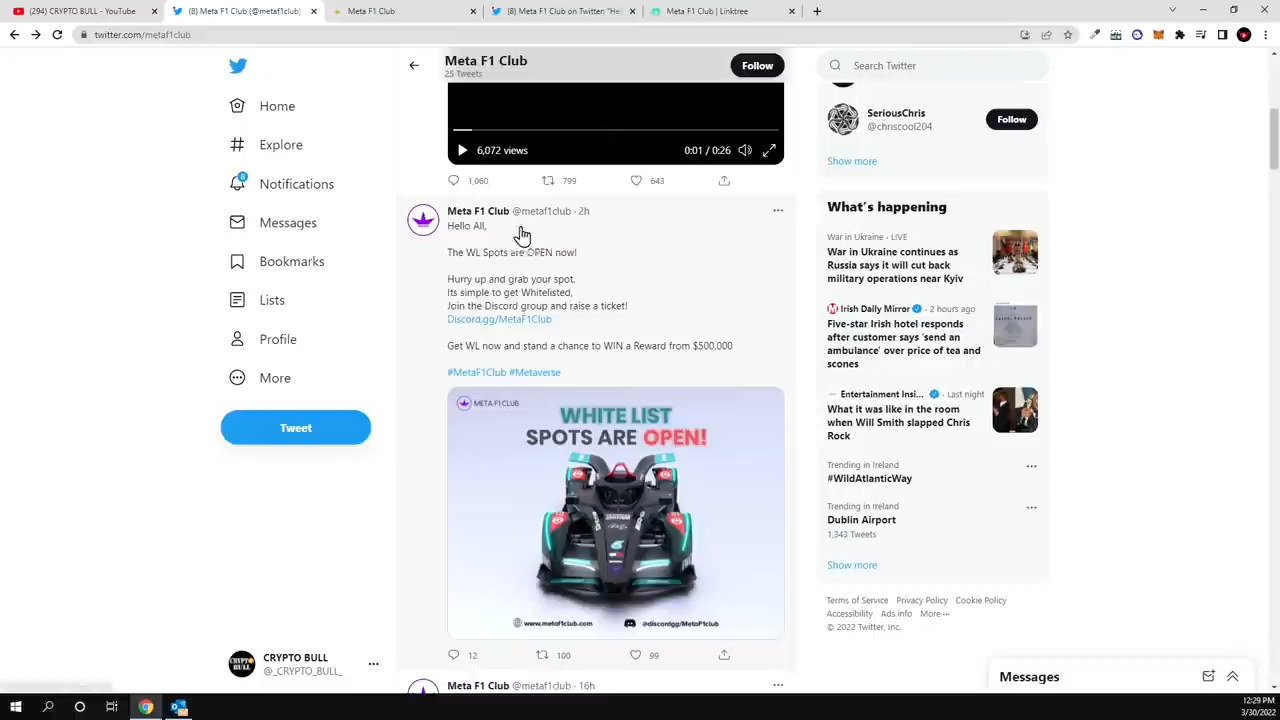 (294) CRYPTO BULL - YouTube
(8) Meta F1 Club (@metaf1club)
Meta F1 Club
(8) Meta F1 Club on Twitter: "He
Meta F1 Club | Linktree
twitter.com/metaf1club
Meta F1 Club
25 Tweets
Follow
Search Twitter
Home
Explore
8
Notifications
Messages
Bookmarks
Lists
Profile
More
Tweet
CRYPTO BULL
@_CRYPTO_BULL_
6,072 views
0:01 / 0:26
1,060
799
643
Meta F1 Club @metaf1club · 2h
Hello All,
The WL Spots are OPEN now!
Hurry up and grab your spot.
Its simple to get Whitelisted,
Join the Discord group and raise a ticket!
Discord.gg/MetaF1Club
Get WL now and stand a chance to WIN a Reward from $500,000
#MetaF1Club #Metaverse
META F1 CLUB
WHITE LIST
SPOTS ARE OPEN!
www.metaf1club.com
@discordgg/MetaF1Club
12
100
99
Meta F1 Club @metaf1club · 16h
SeriousChris
@chriscool204
Follow
Show more
What's happening
War in Ukraine · LIVE
War in Ukraine continues as
Russia says it will cut back
military operations near Kyiv
Irish Daily Mirror · 2 hours ago
Five-star Irish hotel responds
after customer says 'send an
ambulance' over price of tea and
scones
Entertainment Insi... · Last night
What it was like in the room
when Will Smith slapped Chris
Rock
Trending in Ireland
#WildAtlanticWay
Trending in Ireland
Dublin Airport
1,343 Tweets
Show more
Terms of Service Privacy Policy Cookie Policy
Accessibility Ads info More ···
© 2022 Twitter, Inc.
Messages
12:29 PM
3/30/2022